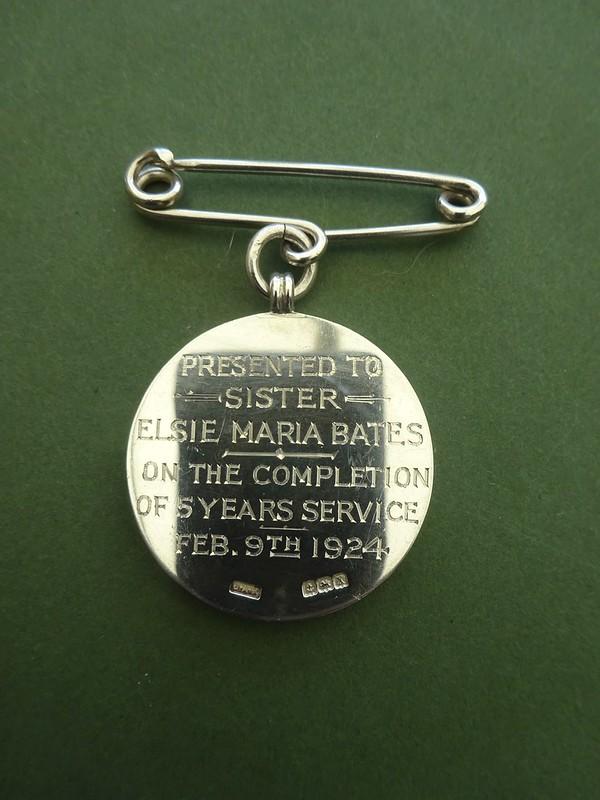 PRESENTED TO
SISTER
ELSIE MARIA BATES
ON THE COMPLETION
OF 5 YEARS SERVICE
FEB. 9TH 1924